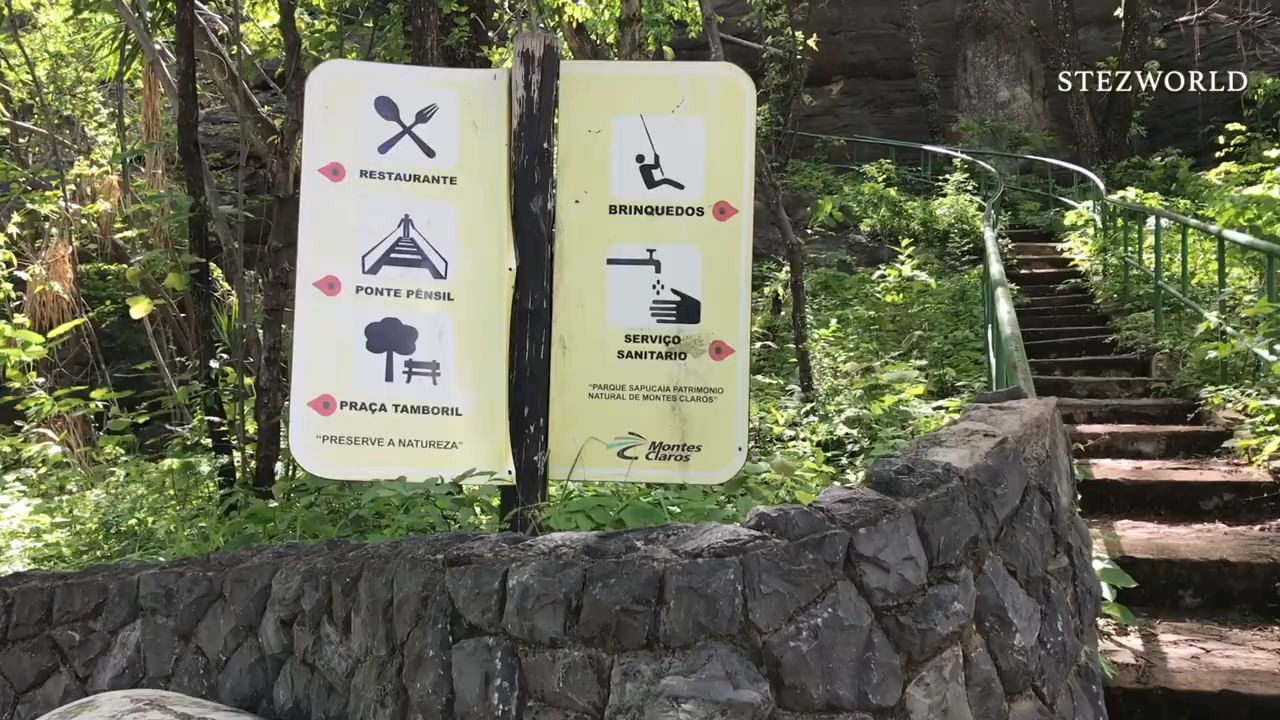 STEZWORLD
RESTAURANTE
PONTE PÊNSIL
PRAÇA TAMBORIL
"PRESERVE A NATUREZA"
BRINQUEDOS
SERVIÇO
SANITARIO
"PARQUE SAPUCAIA PATRIMONIO
NATURAL DE MONTES CLAROS"
Montes
Claros